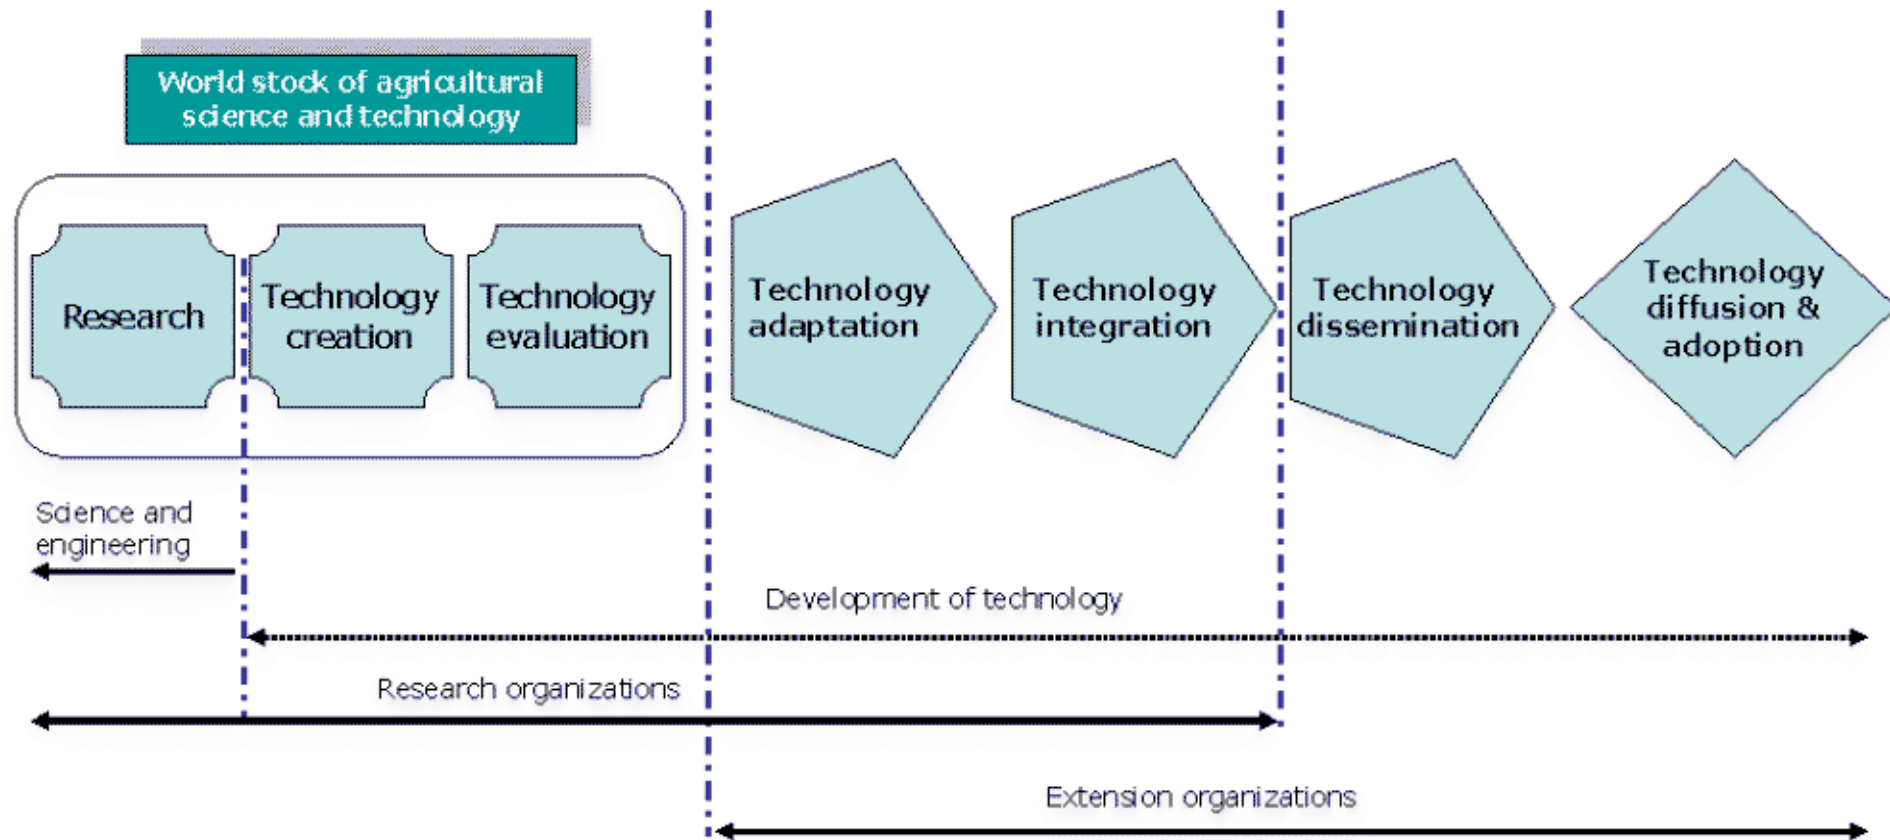 World stock of agricultural
science and technology
Research
Technology
creation
Technology
evaluation
Technology
adaptation
Technology
integration
Technology
dissemination
Technology
diffusion &
adoption
Science and
engineering
Development of technology
Research organizations
Extension organizations